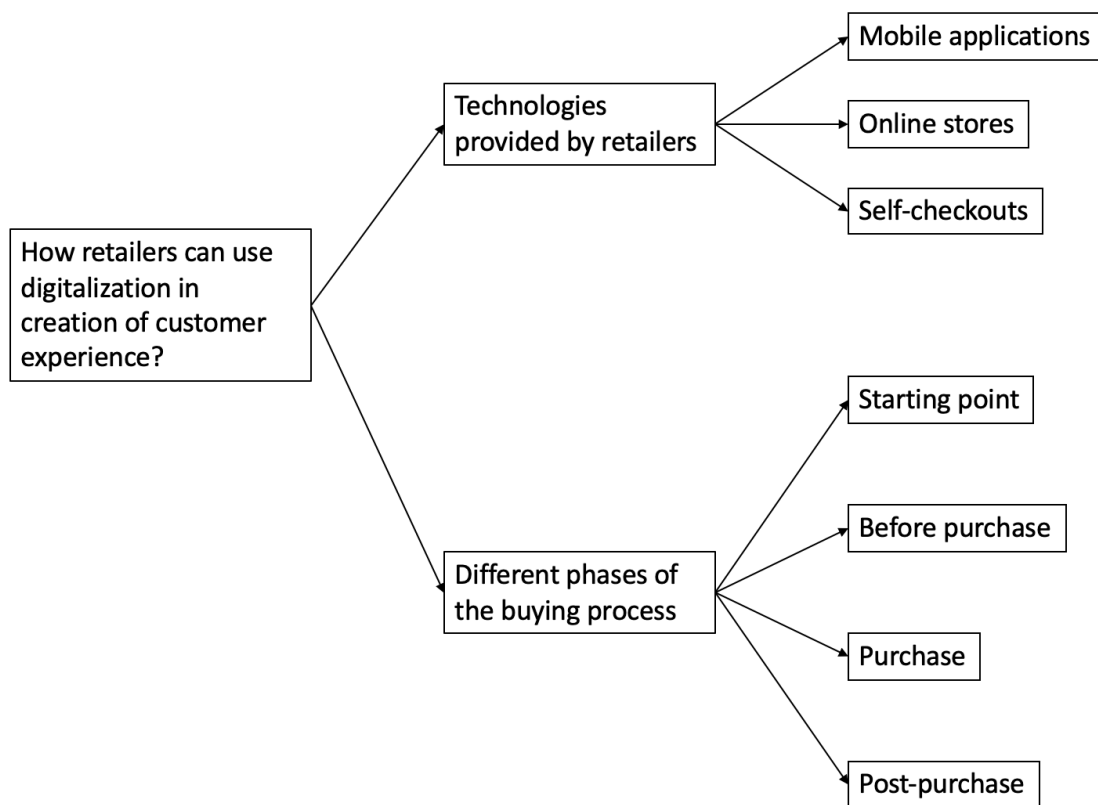 How retailers can use
digitalization in
creation of customer
experience?
Technologies
provided by retailers
Mobile applications
Online stores
Self-checkouts
Different phases of
the buying process
Starting point
Before purchase
Purchase
Post-purchase